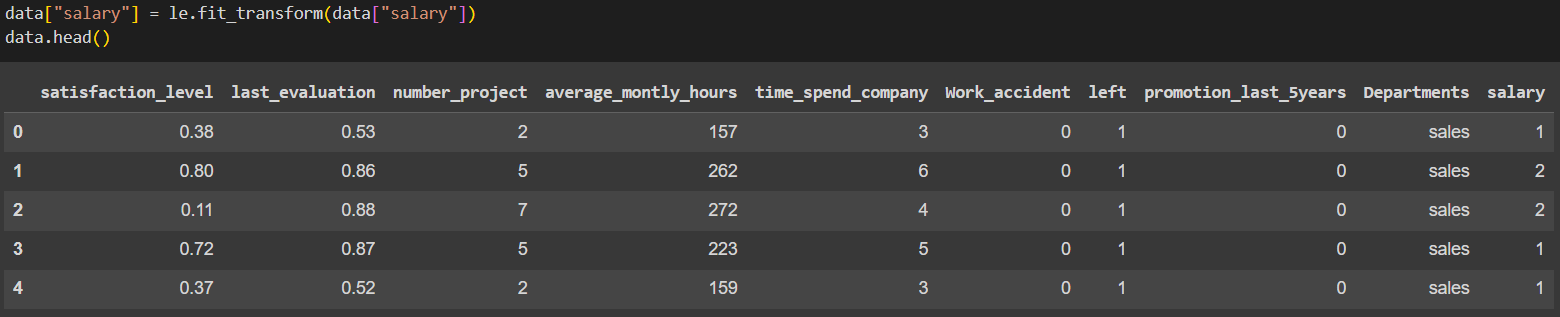 data["salary"] = le.fit_transform(data["salary"])
data.head()
satisfaction_level last_evaluation number_project average_montly_hours time_spend_company Work_accident left promotion_last_5years Departments salary
0 0.38 0.53 2 157 3 0 1 0 sales 1
1 0.80 0.86 5 262 6 0 1 0 sales 2
2 0.11 0.88 7 272 4 0 1 0 sales 2
3 0.72 0.87 5 223 5 0 1 0 sales 1
4 0.37 0.52 2 159 3 0 1 0 sales 1